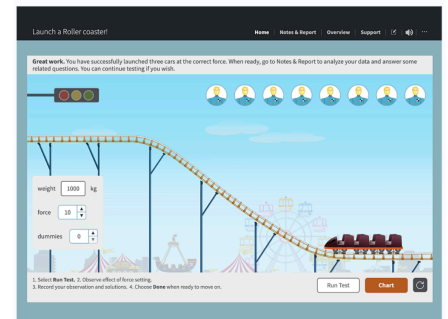 Launch a Roller coaster!
Home Notes & Report Overview Support
Great work. You have successfully launched three cars at the correct force. When ready, go to Notes & Report to analyze your data and answer some
related questions. You can continue testing if you wish.
weight 1000 kg
force 10
dummies 0
1. Select Run Test. 2. Observe effect of force setting.
3. Record your observation and solutions. 4. Choose Done when ready to move on.
Run Test Chart